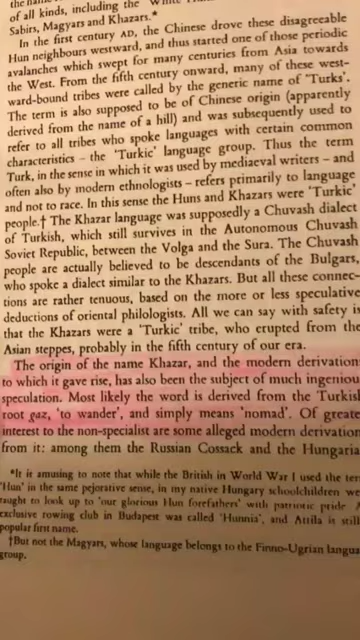 of all kinds, including the White
Sabirs, Magyars and Khazars.*
In the first century AD, the Chinese drove these disagreeable
Hun neighbours westward, and thus started one of those periodic
avalanches which swept for many centuries from Asia towards
the West. From the fifth century onward, many of these west-
ward-bound tribes were called by the generic name of 'Turks'.
The term is also supposed to be of Chinese origin (apparently
derived from the name of a hill) and was subsequently used to
refer to all tribes who spoke languages with certain common
characteristics – the 'Turkic' language group. Thus the term
Turk, in the sense in which it was used by mediaeval writers – and
often also by modern ethnologists – refers primarily to language
and not to race. In this sense the Huns and Khazars were 'Turkic'
people.† The Khazar language was supposedly a Chuvash dialect
of Turkish, which still survives in the Autonomous Chuvash
Soviet Republic, between the Volga and the Sura. The Chuvash
people are actually believed to be descendants of the Bulgars,
who spoke a dialect similar to the Khazars. But all these connec-
tions are rather tenuous, based on the more or less speculative
deductions of oriental philologists. All we can say with safety is
that the Khazars were a 'Turkic' tribe, who erupted from the
Asian steppes, probably in the fifth century of our era.
The origin of the name Khazar, and the modern derivation
to which it gave rise, has also been the subject of much ingeniou
speculation. Most likely the word is derived from the Turkish
root gaz, 'to wander', and simply means 'nomad'. Of greate
interest to the non-specialist are some alleged modern derivation
from it: among them the Russian Cossack and the Hungaria
*It is amusing to note that while the British in World War I used the ter
'Hun' in the same pejorative sense, in my native Hungary schoolchildren we
taught to look up to 'our glorious Hun forefathers' with patriotic pride
exclusive rowing club in Budapest was called 'Hunnia', and Attila is still
popular first name.
†But not the Magyars, whose language belongs to the Finno-Ugrian langua
group.